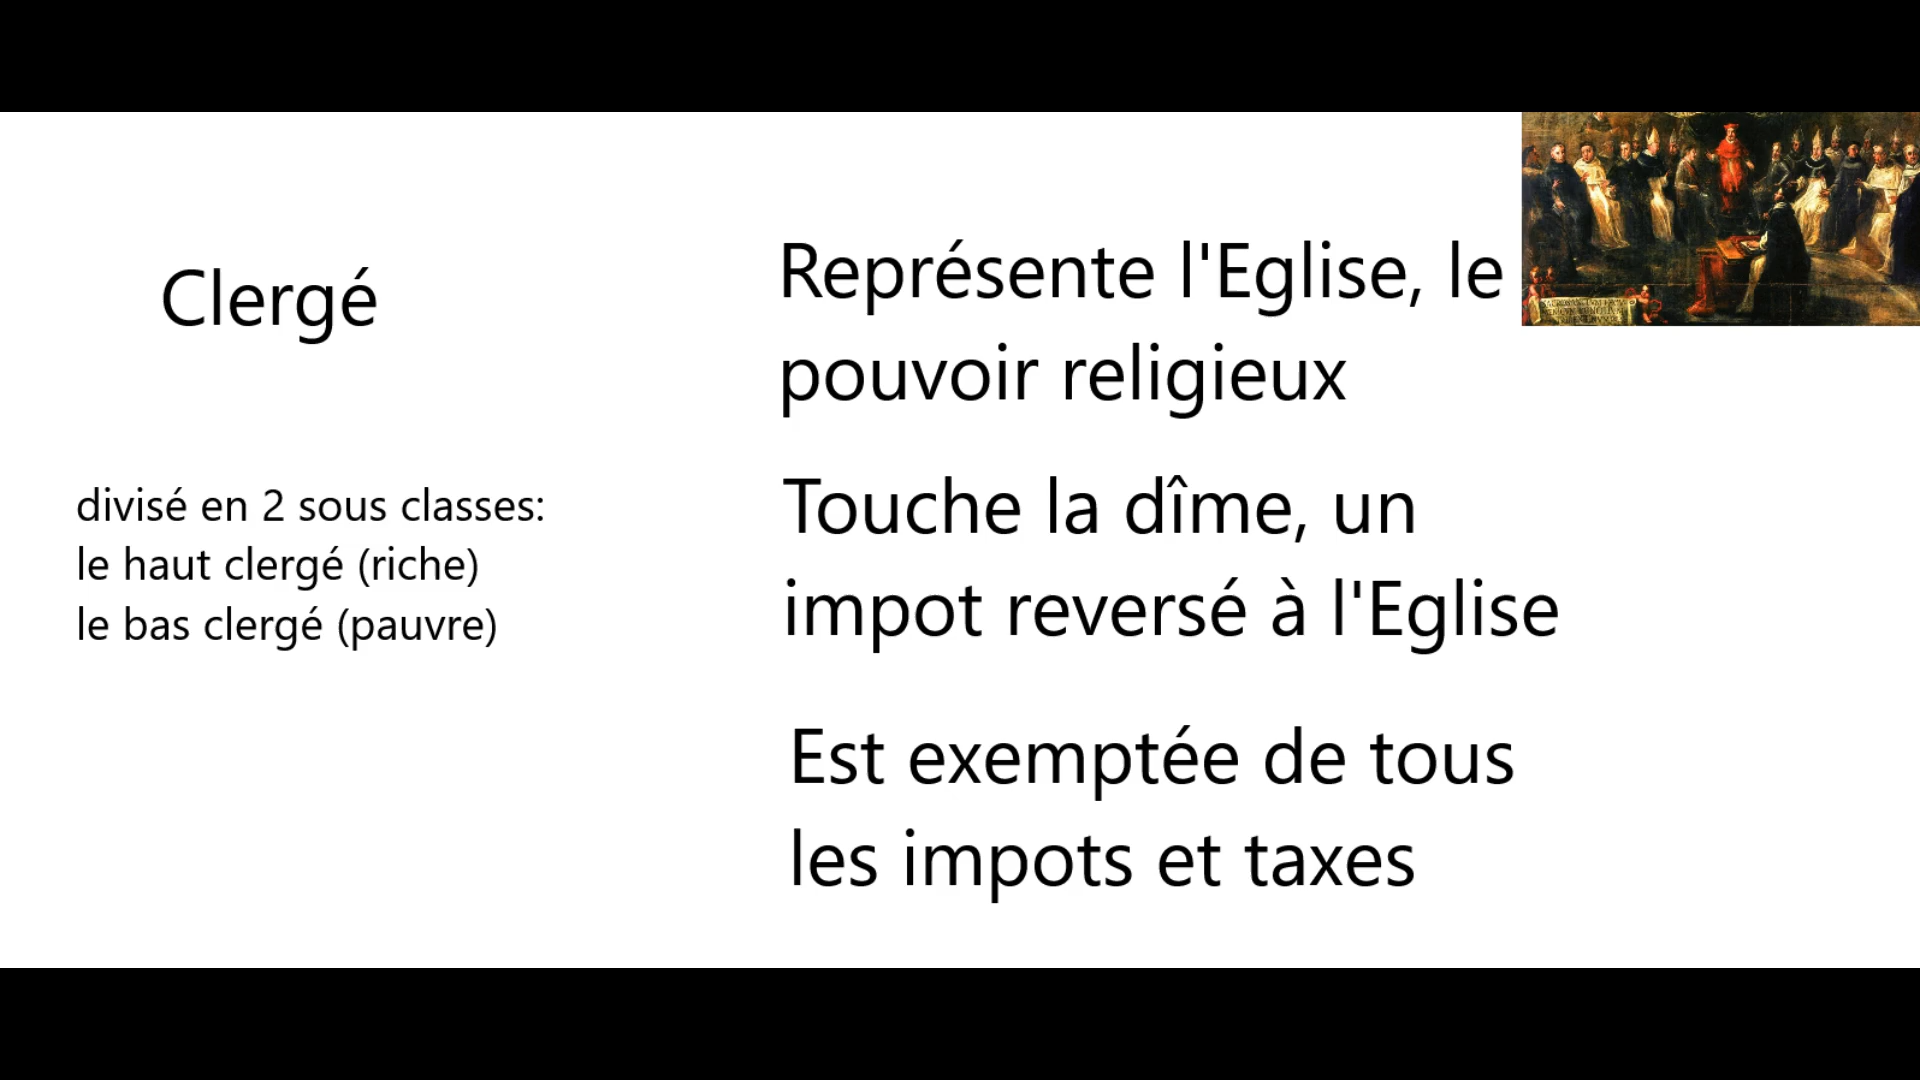 Clergé
divisé en 2 sous classes:
le haut clergé (riche)
le bas clergé (pauvre)
Représente l'Eglise, le
pouvoir religieux
Touche la dîme, un
impot reversé à l'Eglise
Est exemptée de tous
les impots et taxes